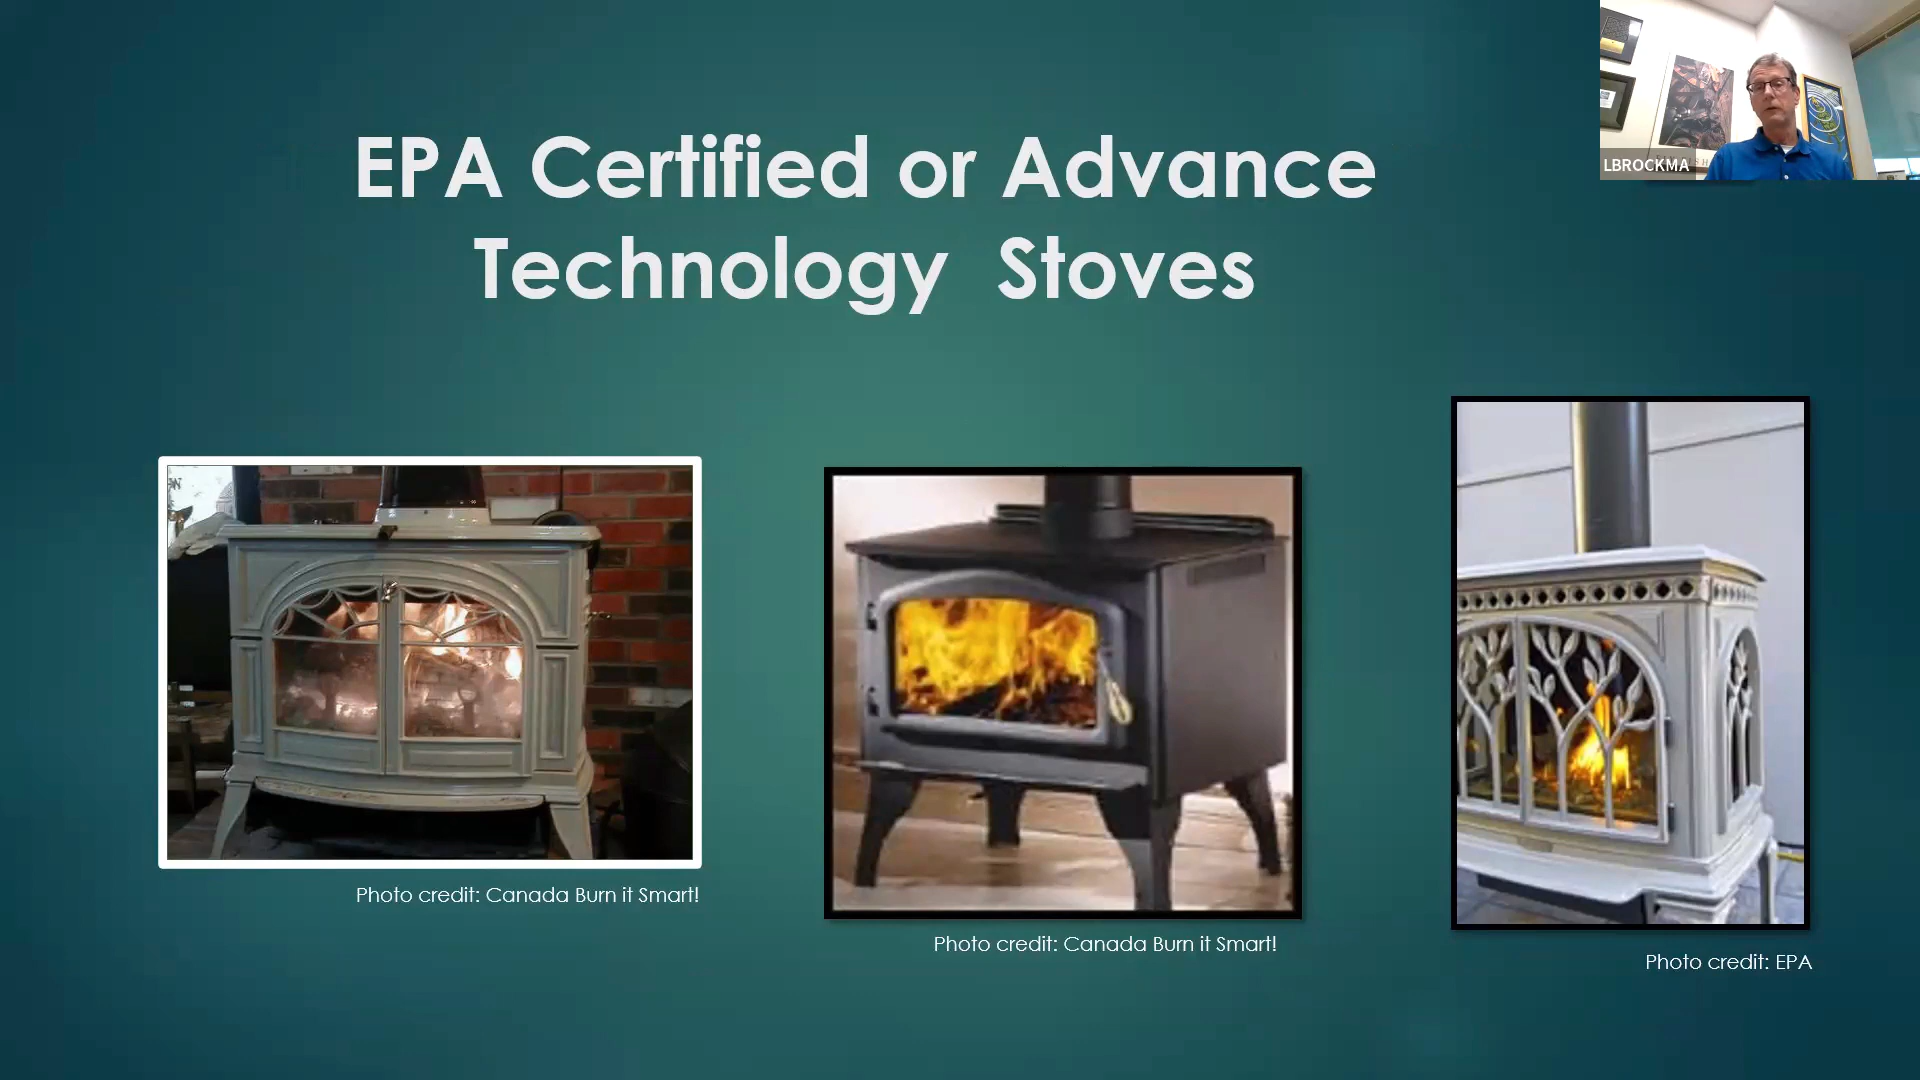 EPA Certified or Advance
Technology Stoves
LBROCKMA
Photo credit: Canada Burn it Smart!
Photo credit: Canada Burn it Smart!
Photo credit: EPA